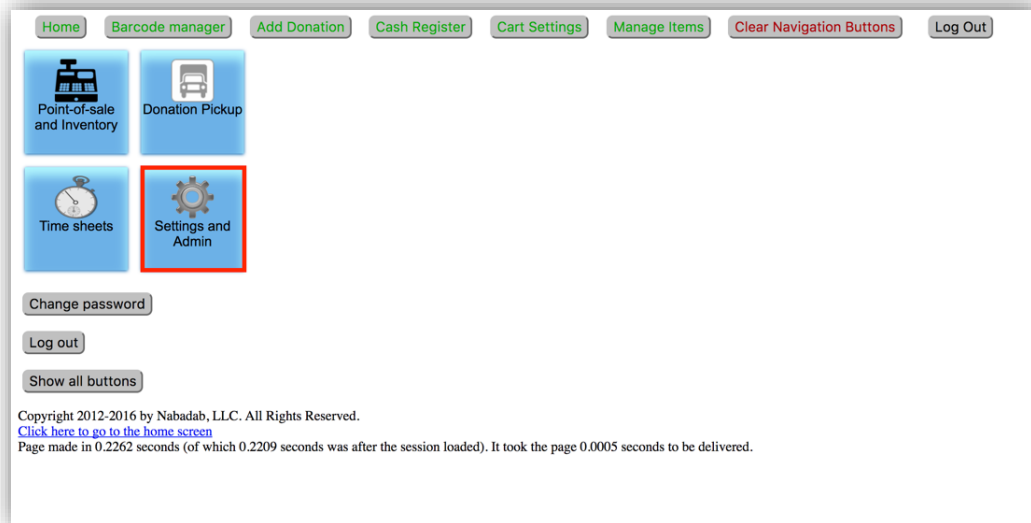 Home Barcode manager Add Donation Cash Register Cart Settings Manage Items Clear Navigation Buttons Log Out
Point-of-sale
and Inventory
Donation Pickup
Time sheets
Settings and
Admin
Change password
Log out
Show all buttons
Copyright 2012-2016 by Nabadab, LLC. All Rights Reserved.
Click here to go to the home screen
Page made in 0.2262 seconds (of which 0.2209 seconds was after the session loaded). It took the page 0.0005 seconds to be delivered.